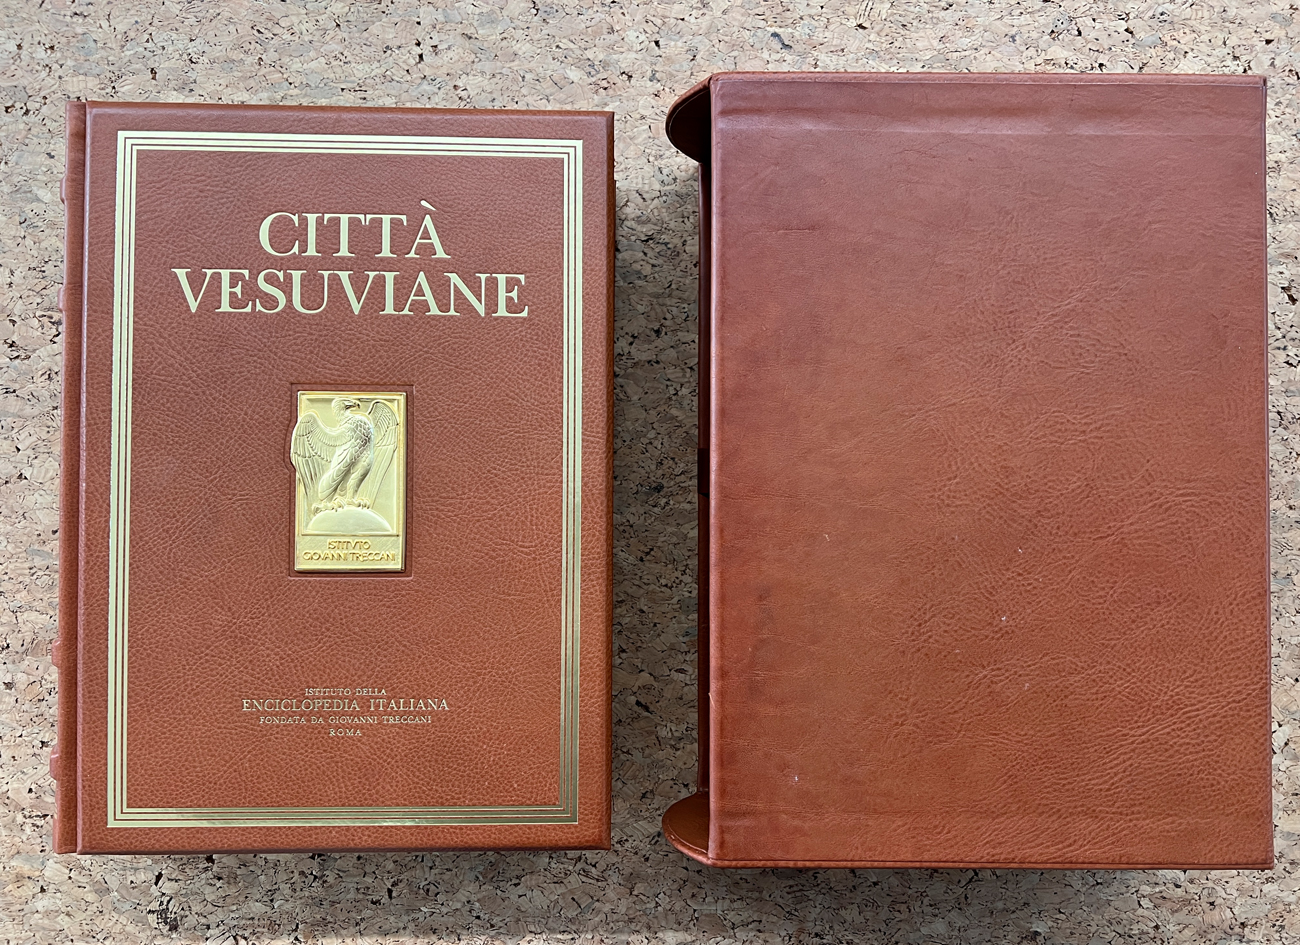 CITTÀ
VESUVIANE
ISTITVTO
GIOVANNI TRECCANI
ISTITUTO DELLA
ENCICLOPEDIA ITALIANA
FONDATA DA GIOVANNI TRECCANI
ROMA